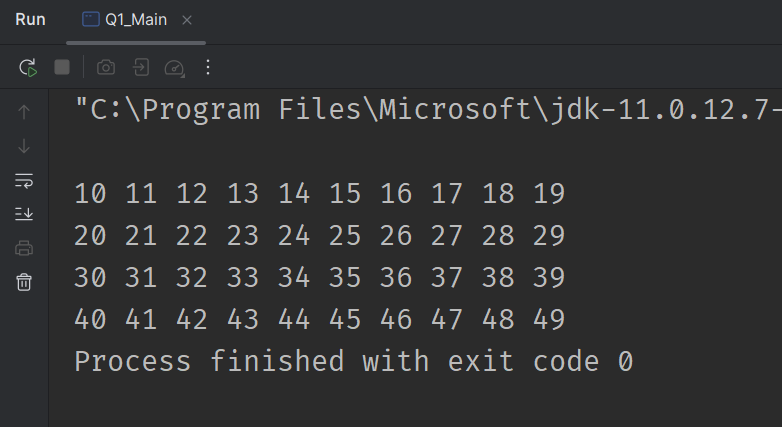 Run Q1_Main
"C:\Program Files\Microsoft\jdk-11.0.12.7-
10 11 12 13 14 15 16 17 18 19
20 21 22 23 24 25 26 27 28 29
30 31 32 33 34 35 36 37 38 39
40 41 42 43 44 45 46 47 48 49
Process finished with exit code 0